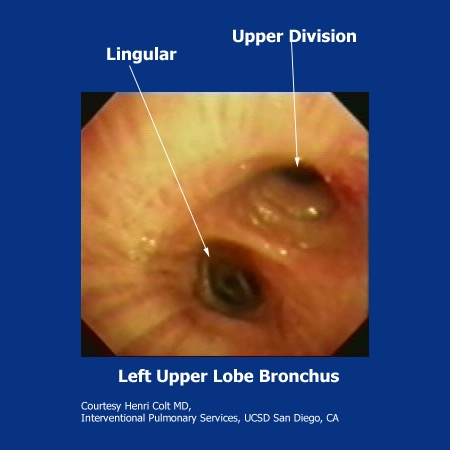 Upper Division
Lingular
Left Upper Lobe Bronchus
Courtesy Henri Colt MD,
Interventional Pulmonary Services, UCSD San Diego, CA